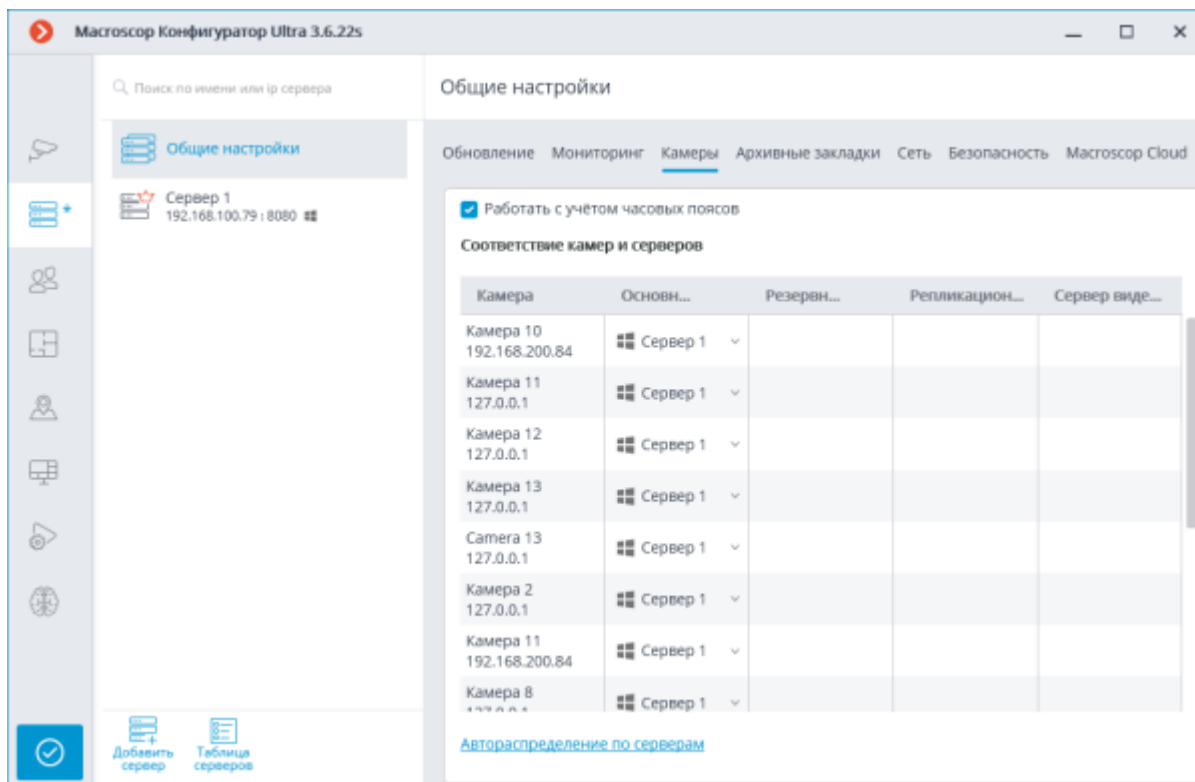 Macroscop Конфигуратор Ultra 3.6.22s
Поиск по имени или ip сервера
Общие настройки
Общие настройки
Сервер 1
192.168.100.79 : 8080
Обновление Мониторинг Камеры Архивные закладки Сеть Безопасность Macroscop Cloud
Работать с учётом часовых поясов
Соответствие камер и серверов
Камера Основн... Резервн... Репликацион... Сервер виде...
Камера 10
192.168.200.84
Сервер 1
Камера 11
127.0.0.1
Сервер 1
Камера 12
127.0.0.1
Сервер 1
Камера 13
127.0.0.1
Сервер 1
Camera 13
127.0.0.1
Сервер 1
Камера 2
127.0.0.1
Сервер 1
Камера 11
192.168.200.84
Сервер 1
Камера 8
127.0.0.1
Сервер 1
Автораспределение по серверам
Добавить
сервер
Таблица
серверов